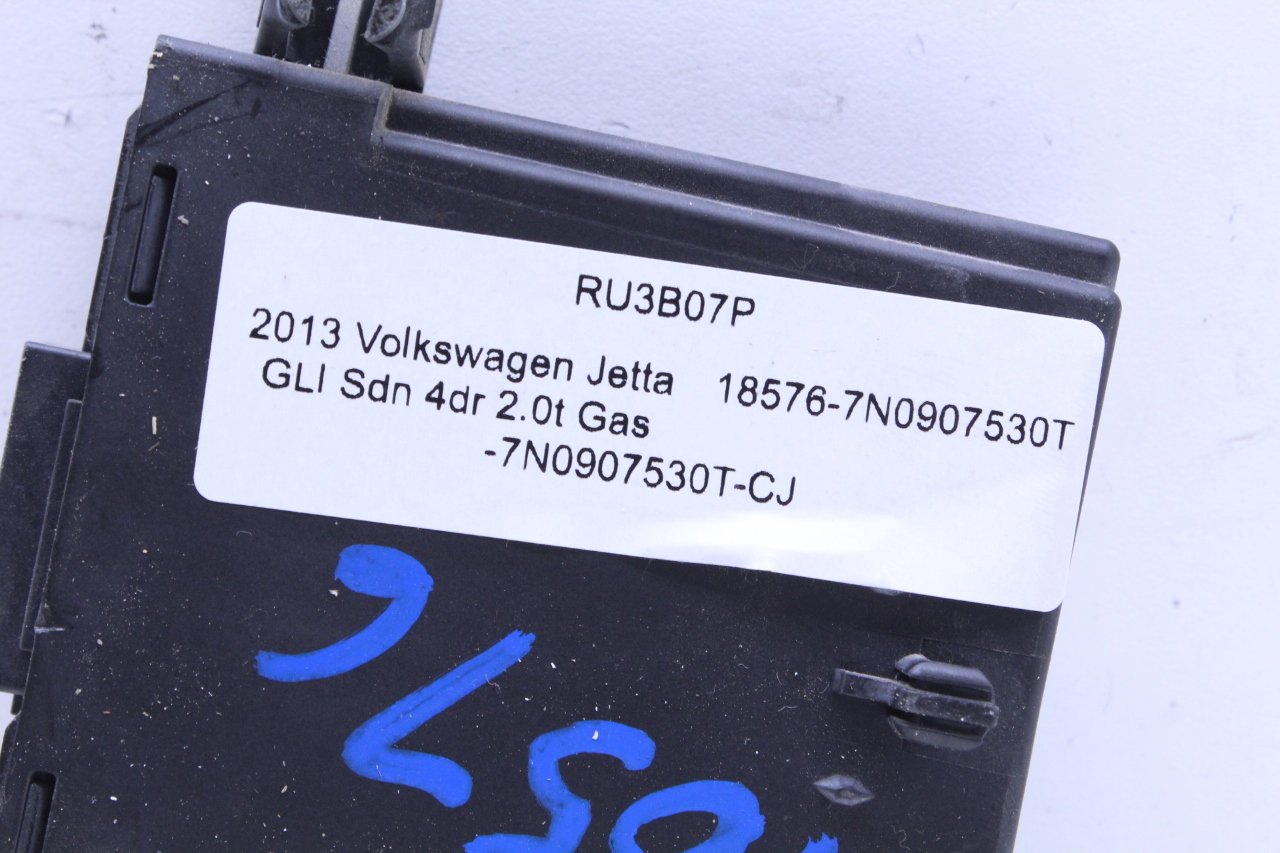 RU3B07P
2013 Volkswagen Jetta 18576-7N0907530T
GLI Sdn 4dr 2.0t Gas
-7N0907530T-CJ